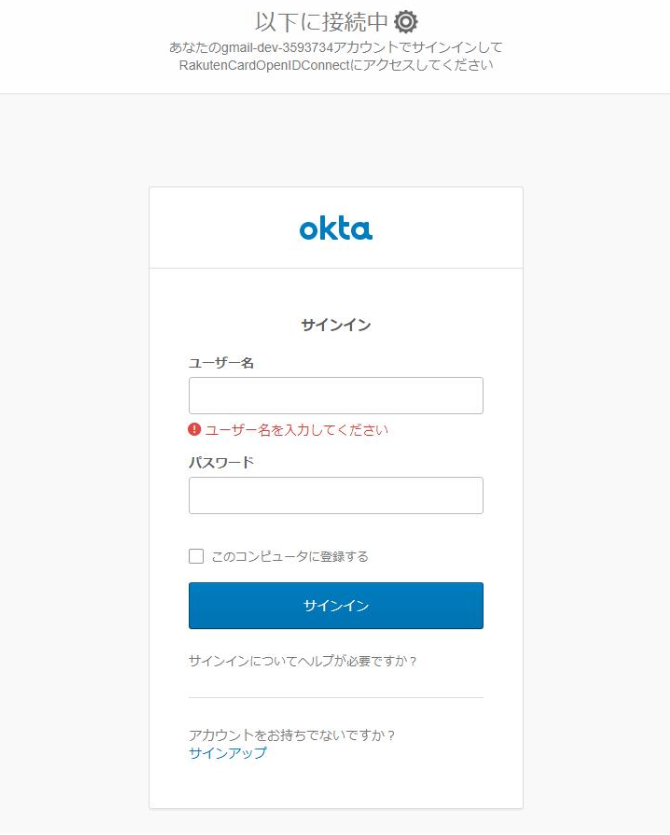 以下に接続中
あなたのgmail-dev-3593734アカウントでサインインして
RakutenCardOpenIDConnectにアクセスしてください
okta
サインイン
ユーザー名
ユーザー名を入力してください
パスワード
このコンピュータに登録する
サインイン
サインインについてヘルプが必要ですか？
アカウントをお持ちでないですか？
サインアップ